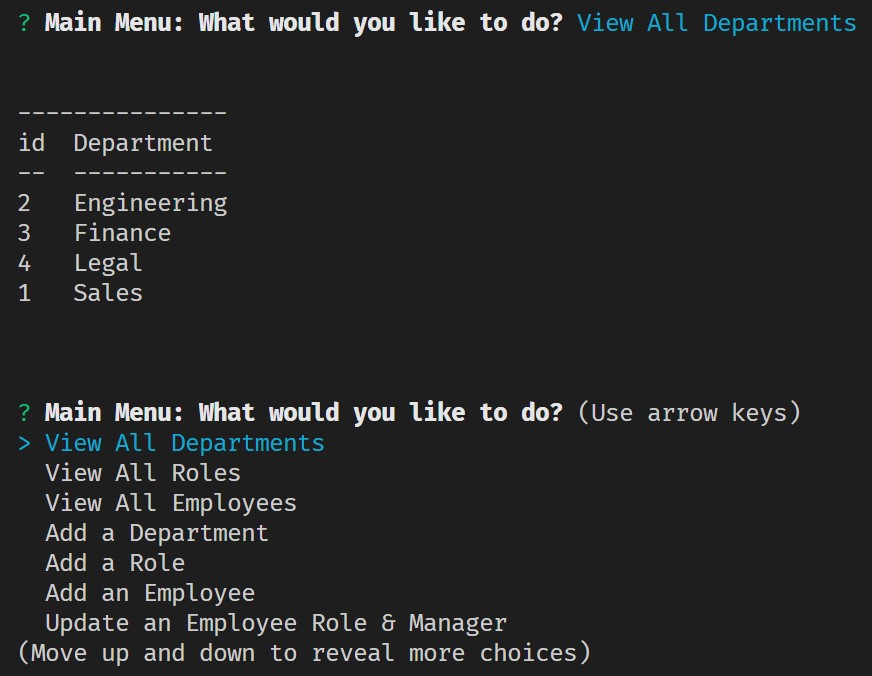 ? Main Menu: What would you like to do? View All Departments
---------------
id  Department
--  -----------
2   Engineering
3   Finance
4   Legal
1   Sales
? Main Menu: What would you like to do? (Use arrow keys)
> View All Departments
  View All Roles
  View All Employees
  Add a Department
  Add a Role
  Add an Employee
  Update an Employee Role & Manager
(Move up and down to reveal more choices)